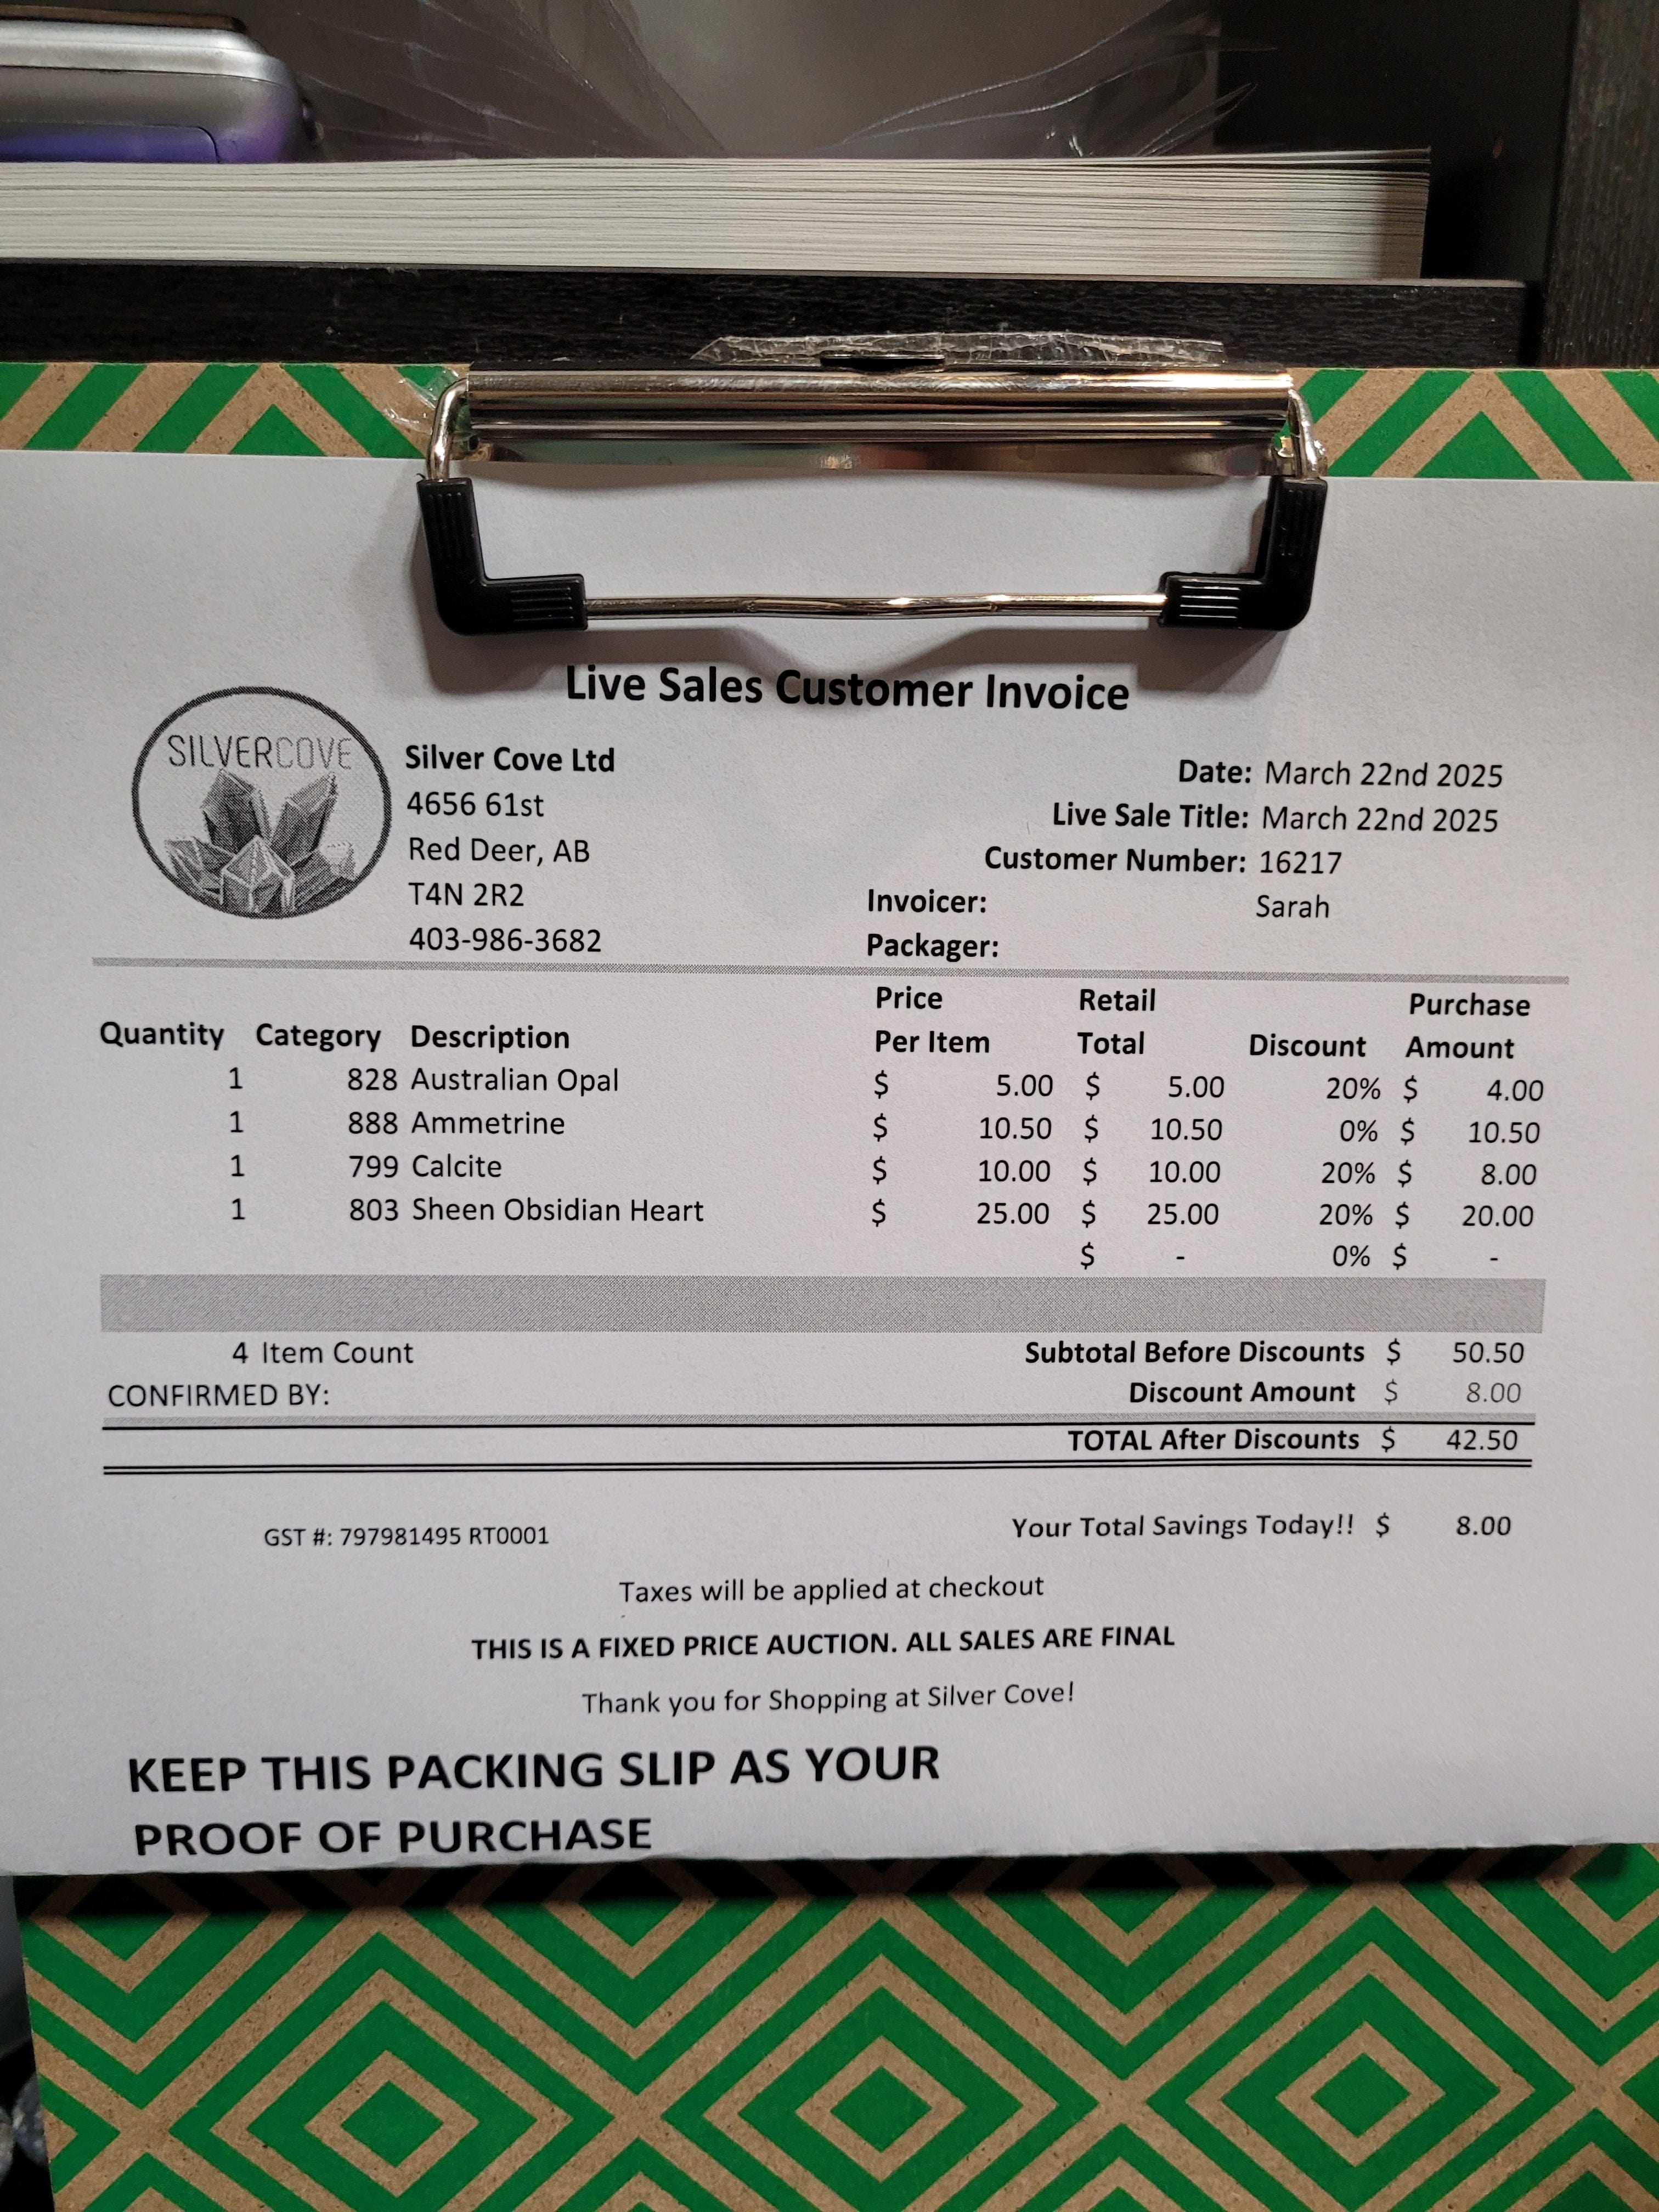 Live Sales Customer Invoice
SILVERCOVE
Silver Cove Ltd
4656 61st
Red Deer, AB
T4N 2R2
403-986-3682
Date: March 22nd 2025
Live Sale Title: March 22nd 2025
Customer Number: 16217
Invoicer: Sarah
Packager:
Quantity Category Description Price Per Item Retail Total Discount Purchase Amount
1 828 Australian Opal $ 5.00 $ 5.00 20% $ 4.00
1 888 Ammetrine $ 10.50 $ 10.50 0% $ 10.50
1 799 Calcite $ 10.00 $ 10.00 20% $ 8.00
1 803 Sheen Obsidian Heart $ 25.00 $ 25.00 20% $ 20.00
$ - 0% $ -
4 Item Count Subtotal Before Discounts $ 50.50
CONFIRMED BY: Discount Amount $ 8.00
TOTAL After Discounts $ 42.50
GST #: 797981495 RT0001 Your Total Savings Today!! $ 8.00
Taxes will be applied at checkout
THIS IS A FIXED PRICE AUCTION. ALL SALES ARE FINAL
Thank you for Shopping at Silver Cove!
KEEP THIS PACKING SLIP AS YOUR
PROOF OF PURCHASE